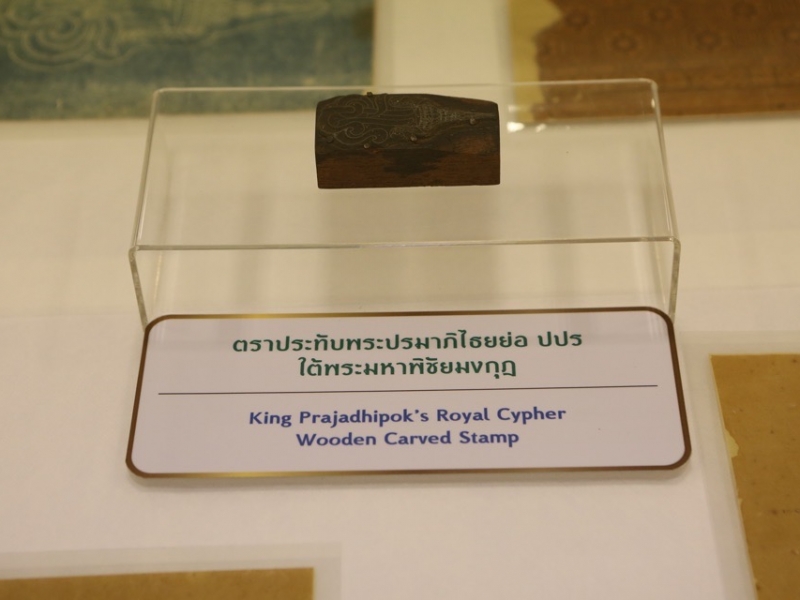 ตราประทับพระปรมาภิไธยย่อ ปปร
ใต้พระมหาพิชัยมงกุฎ
King Prajadhipok's Royal Cypher
Wooden Carved Stamp